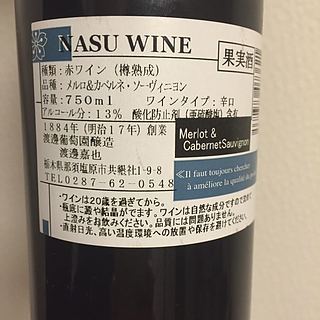 NASU WINE
果実酒
種類：赤ワイン（樽熟成）
品種：メルロ&カベルネ・ソーヴィニヨン
容量：750ml　ワインタイプ：辛口
アルコール分：13%　酸化防止剤（亜硫酸塩）含有
1884年（明治17年）創業
渡邊葡萄園醸造
渡邊嘉也
栃木県那須塩原市共墾社1-9-8
TEL0287-62-0548
Merlot &
CabernetSauvignon
≪Il faut toujours chercher
à améliore la qualité du
・ワインは20歳を過ぎてから。
・瓶底に澱や結晶がでます。ワインは自然な成分ですので
上澄みをお飲みください。品質には問題ありません。
・直射日光、高い温度環境への放置や保存を避けてください。